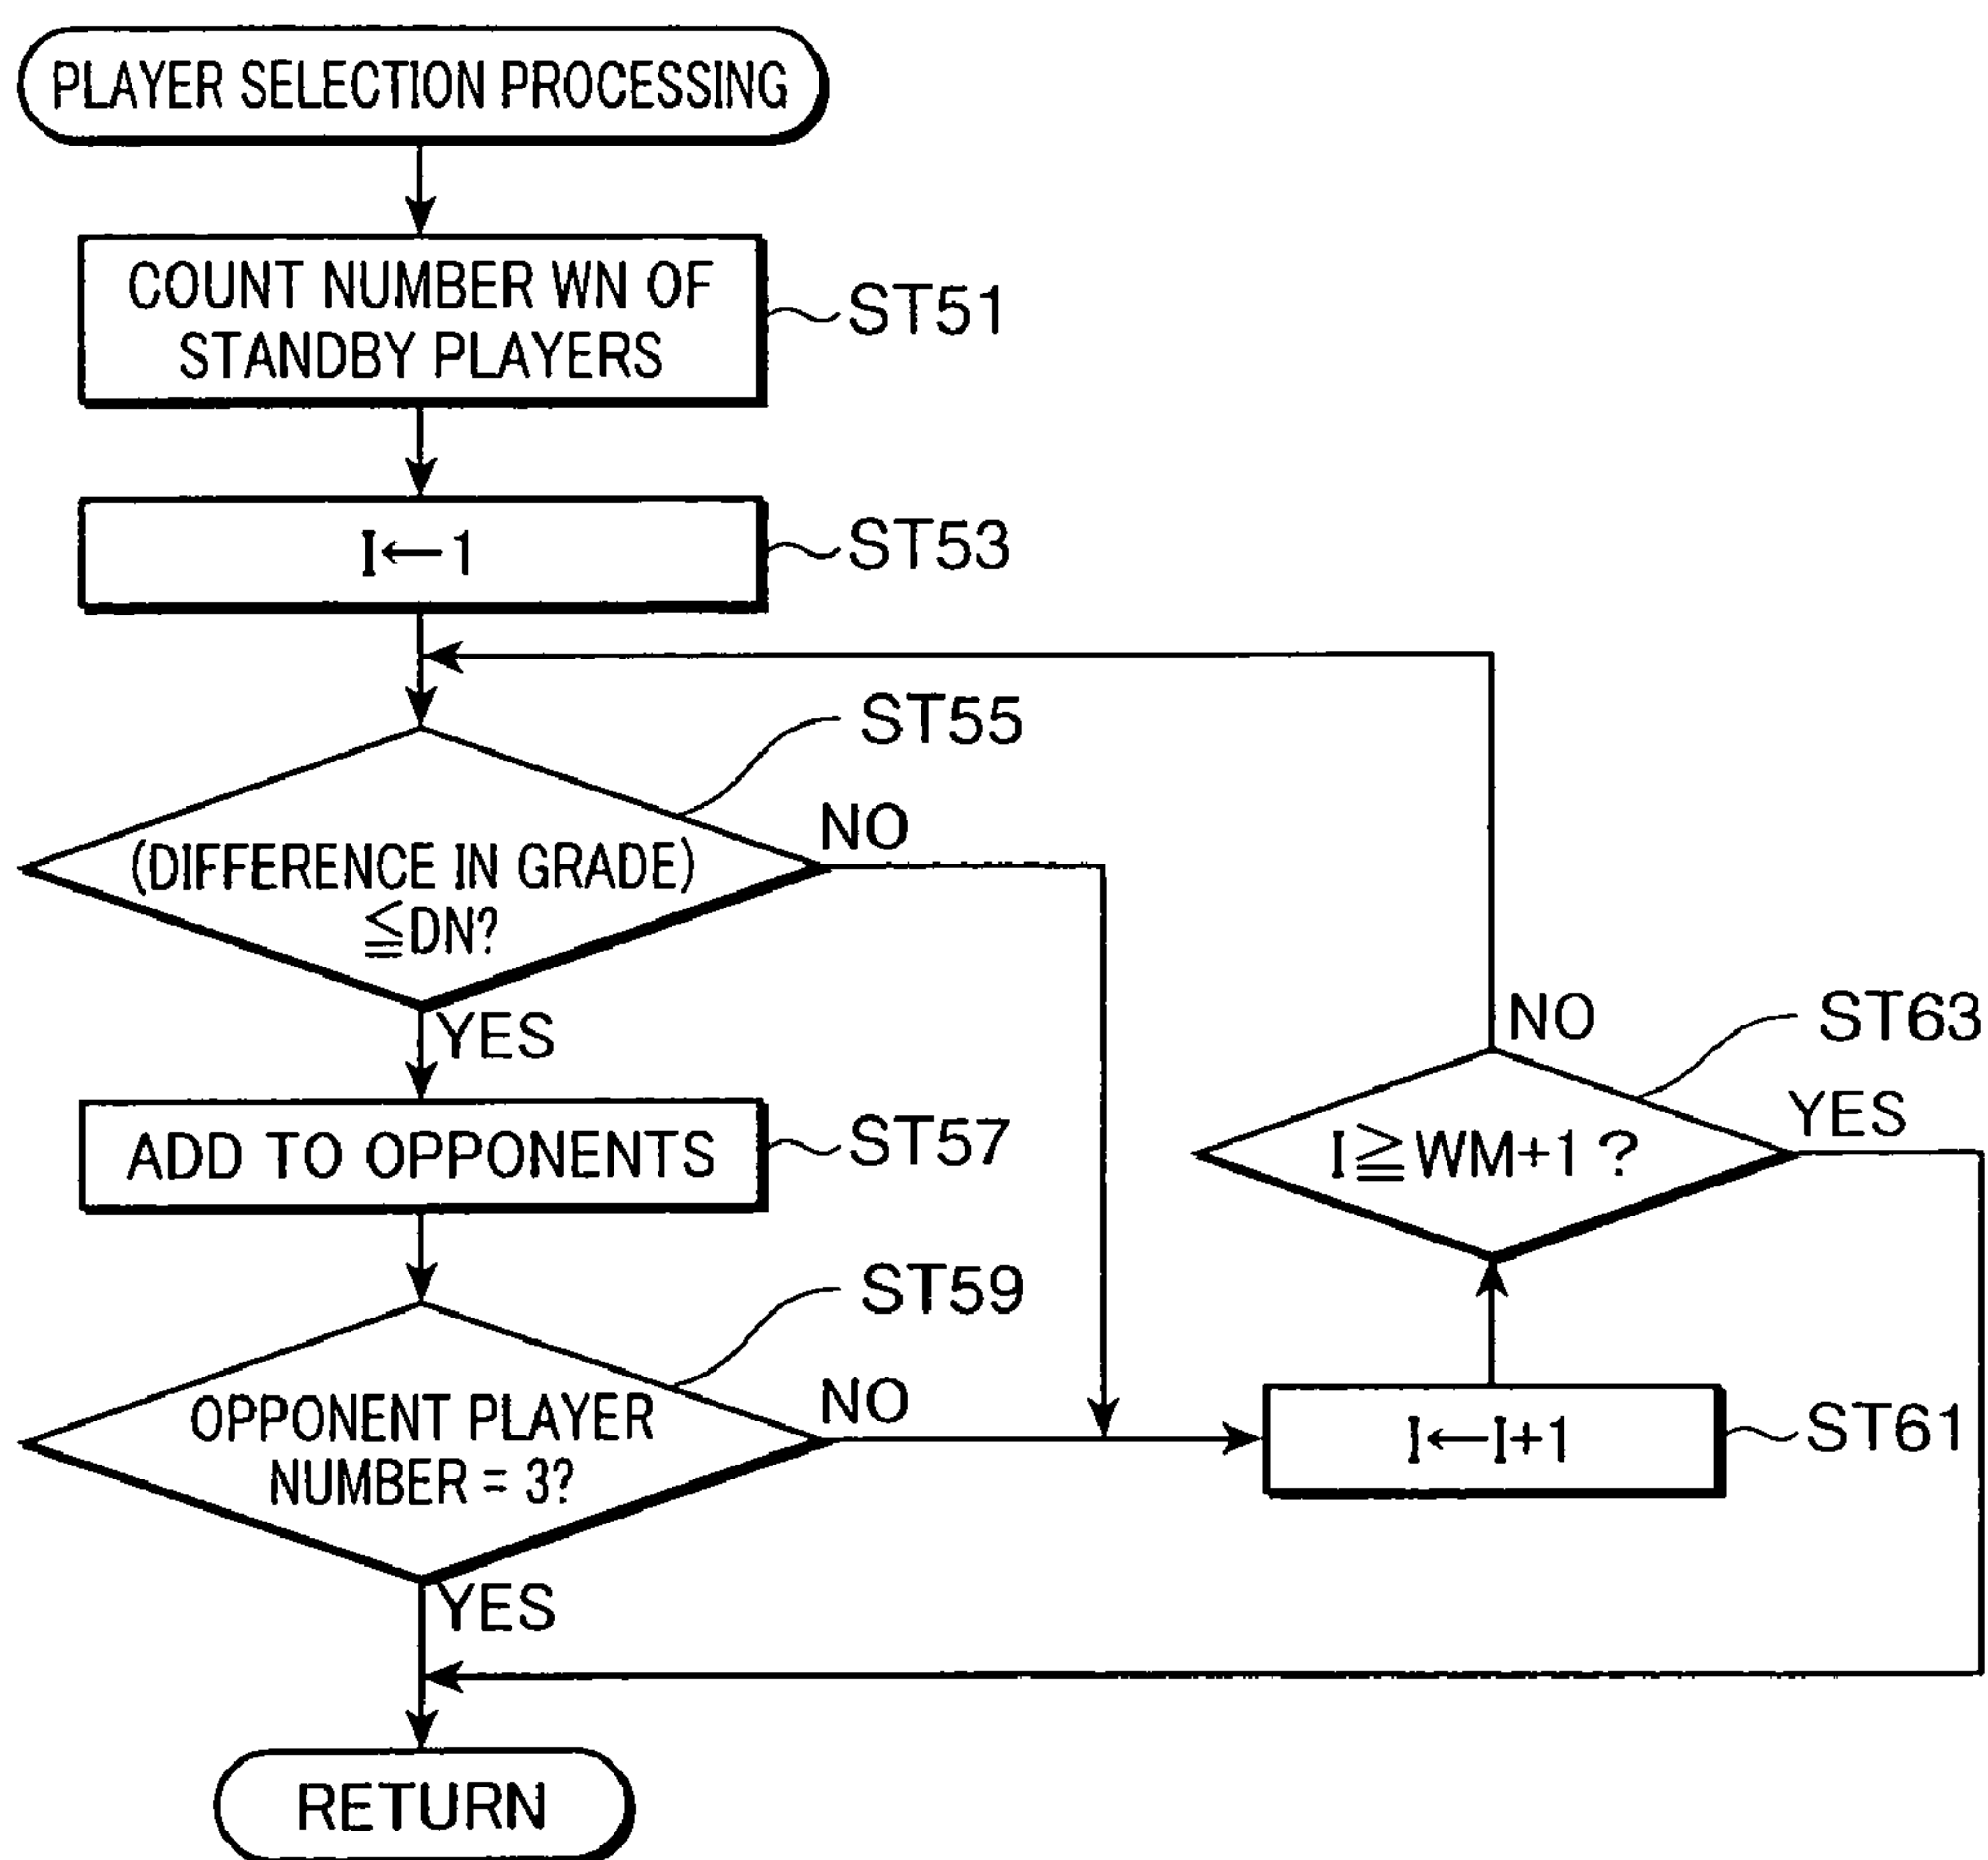 PLAYER SELECTION PROCESSING
COUNT NUMBER WN OF
STANDBY PLAYERS
ST51
I←1
ST53
ST55
(DIFFERENCE IN GRADE)
≦DN?
NO
YES
ADD TO OPPONENTS
ST57
ST59
OPPONENT PLAYER
NUMBER = 3?
NO
YES
I←I+1
ST61
ST63
I≧WM+1 ?
NO
YES
RETURN